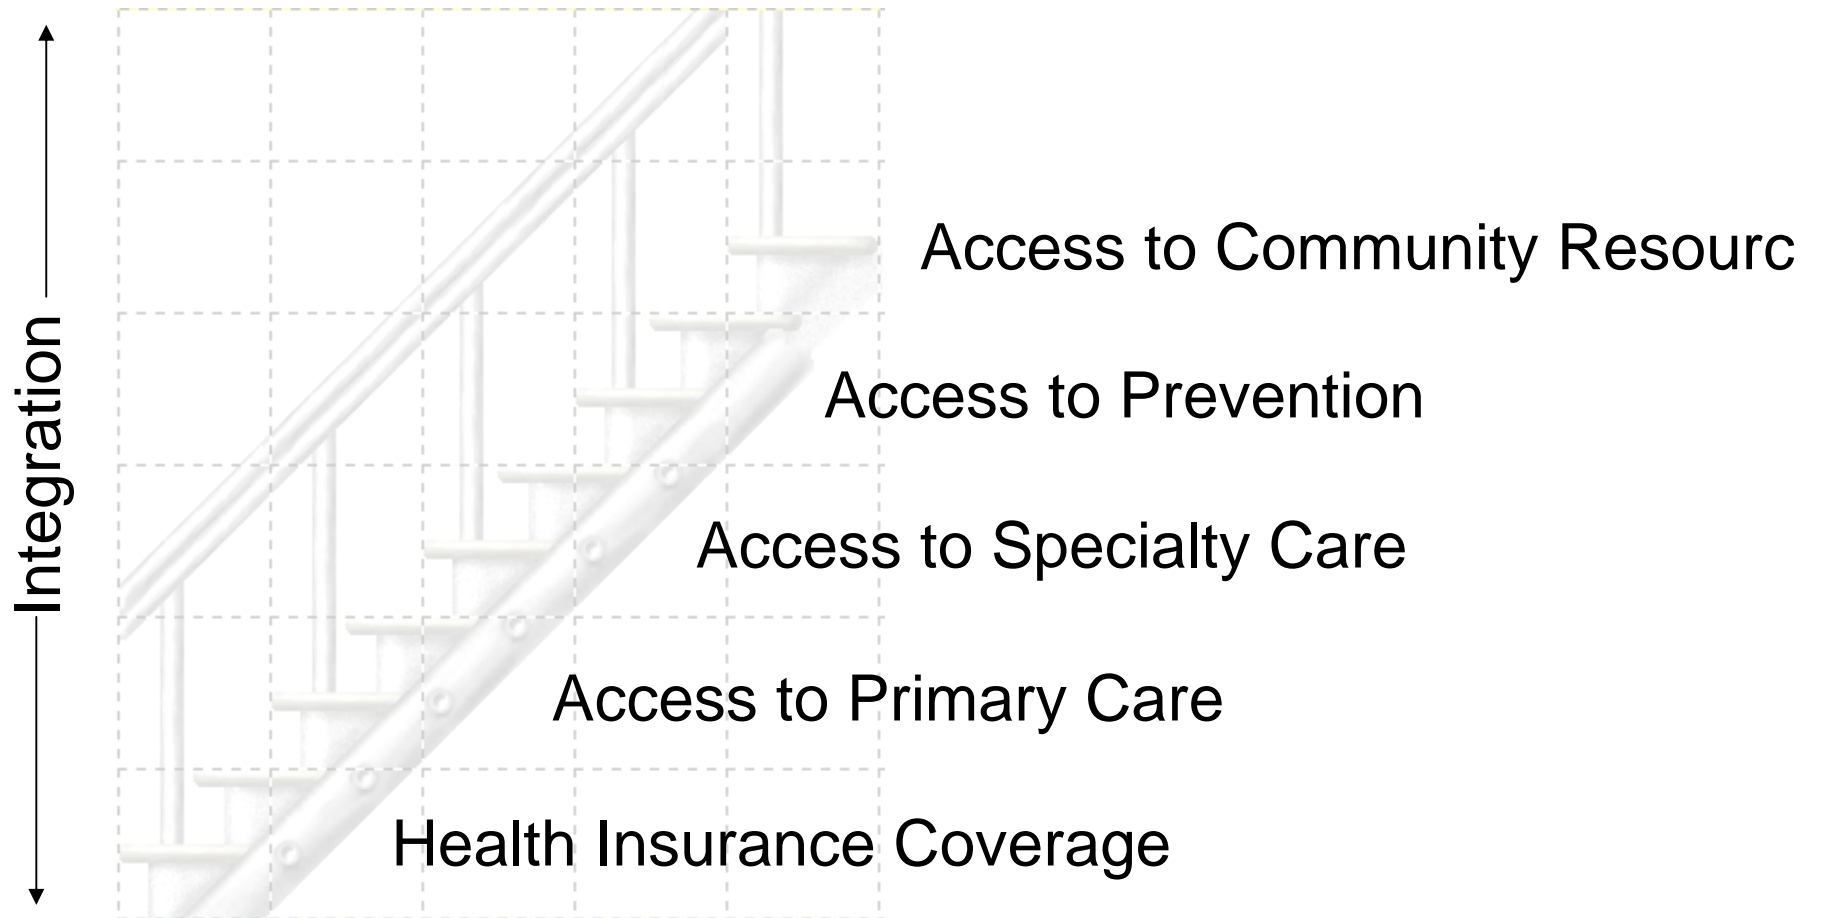 Access to Community Resourc
Access to Prevention
Access to Specialty Care
Access to Primary Care
Health Insurance Coverage
Integration